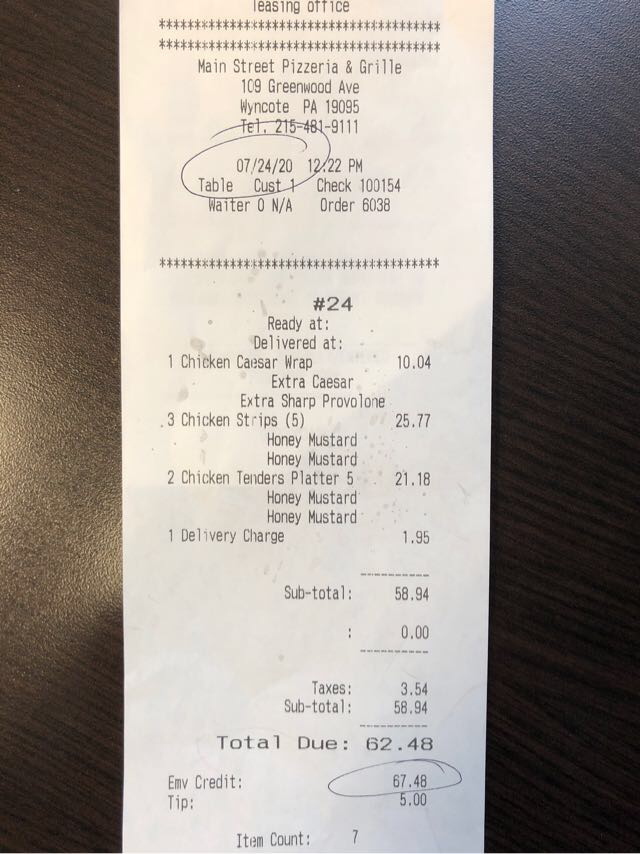 leasing office
****************************************
****************************************
Main Street Pizzeria & Grille
109 Greenwood Ave
Wyncote PA 19095
Tel. 215-481-9111
07/24/20 12:22 PM
Table Cust 1 Check 100154
Waiter 0 N/A Order 6038
****************************************
#24
Ready at:
Delivered at:
1 Chicken Caesar Wrap 10.04
Extra Caesar
Extra Sharp Provolone
3 Chicken Strips (5) 25.77
Honey Mustard
Honey Mustard
2 Chicken Tenders Platter 5 21.18
Honey Mustard
Honey Mustard
1 Delivery Charge 1.95
----------
Sub-total: 58.94
: 0.00
----------
Taxes: 3.54
Sub-total: 58.94
----------
Total Due: 62.48
Emv Credit: 67.48
Tip: 5.00
Item Count: 7